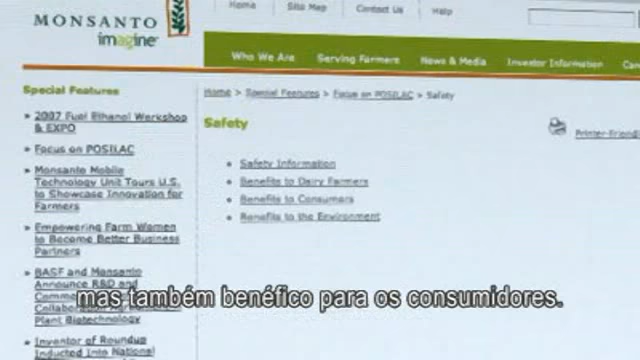 MONSANTO
imagine
Home Site Map Contact Us Help
Who We Are Serving Farmers News & Media Investor Information
Special Features
Home > Special Features > Focus on POSILAC > Safety
Safety
Printer-Friendl
» 2007 Fuel Ethanol Workshop
& EXPO
» Focus on POSILAC
» Monsanto Mobile
Technology Unit Tours U.S.
to Showcase Innovation for
Farmers
» Empowering Farm Women
to Become Better Business
Partners
» BASF and Monsanto
Announce R&D and
Plant Biotechnology
» Inventor of Roundup
Inducted Into National
• Safety Information
• Benefits to Dairy Farmers
• Benefits to Consumers
• Benefits to the Environment
mas também benéfico para os consumidores.